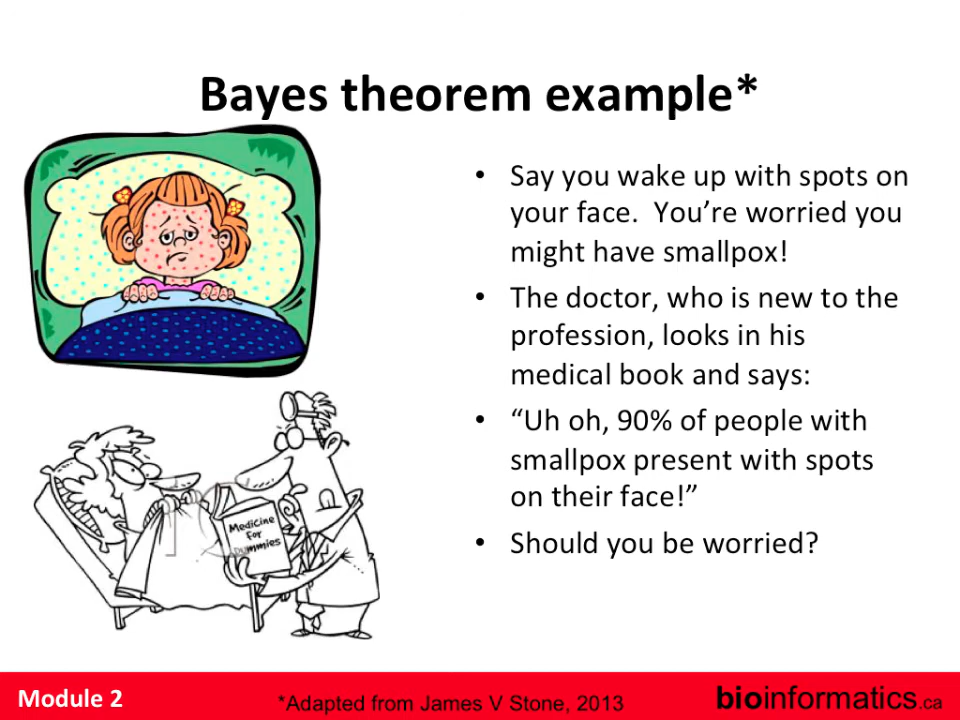 Bayes theorem example*
• Say you wake up with spots on
your face.  You’re worried you
might have smallpox!
• The doctor, who is new to the
profession, looks in his
medical book and says:
• “Uh oh, 90% of people with
smallpox present with spots
on their face!”
• Should you be worried?
Medicine
for
Dummies
Module 2
*Adapted from James V Stone, 2013
bioinformatics.ca